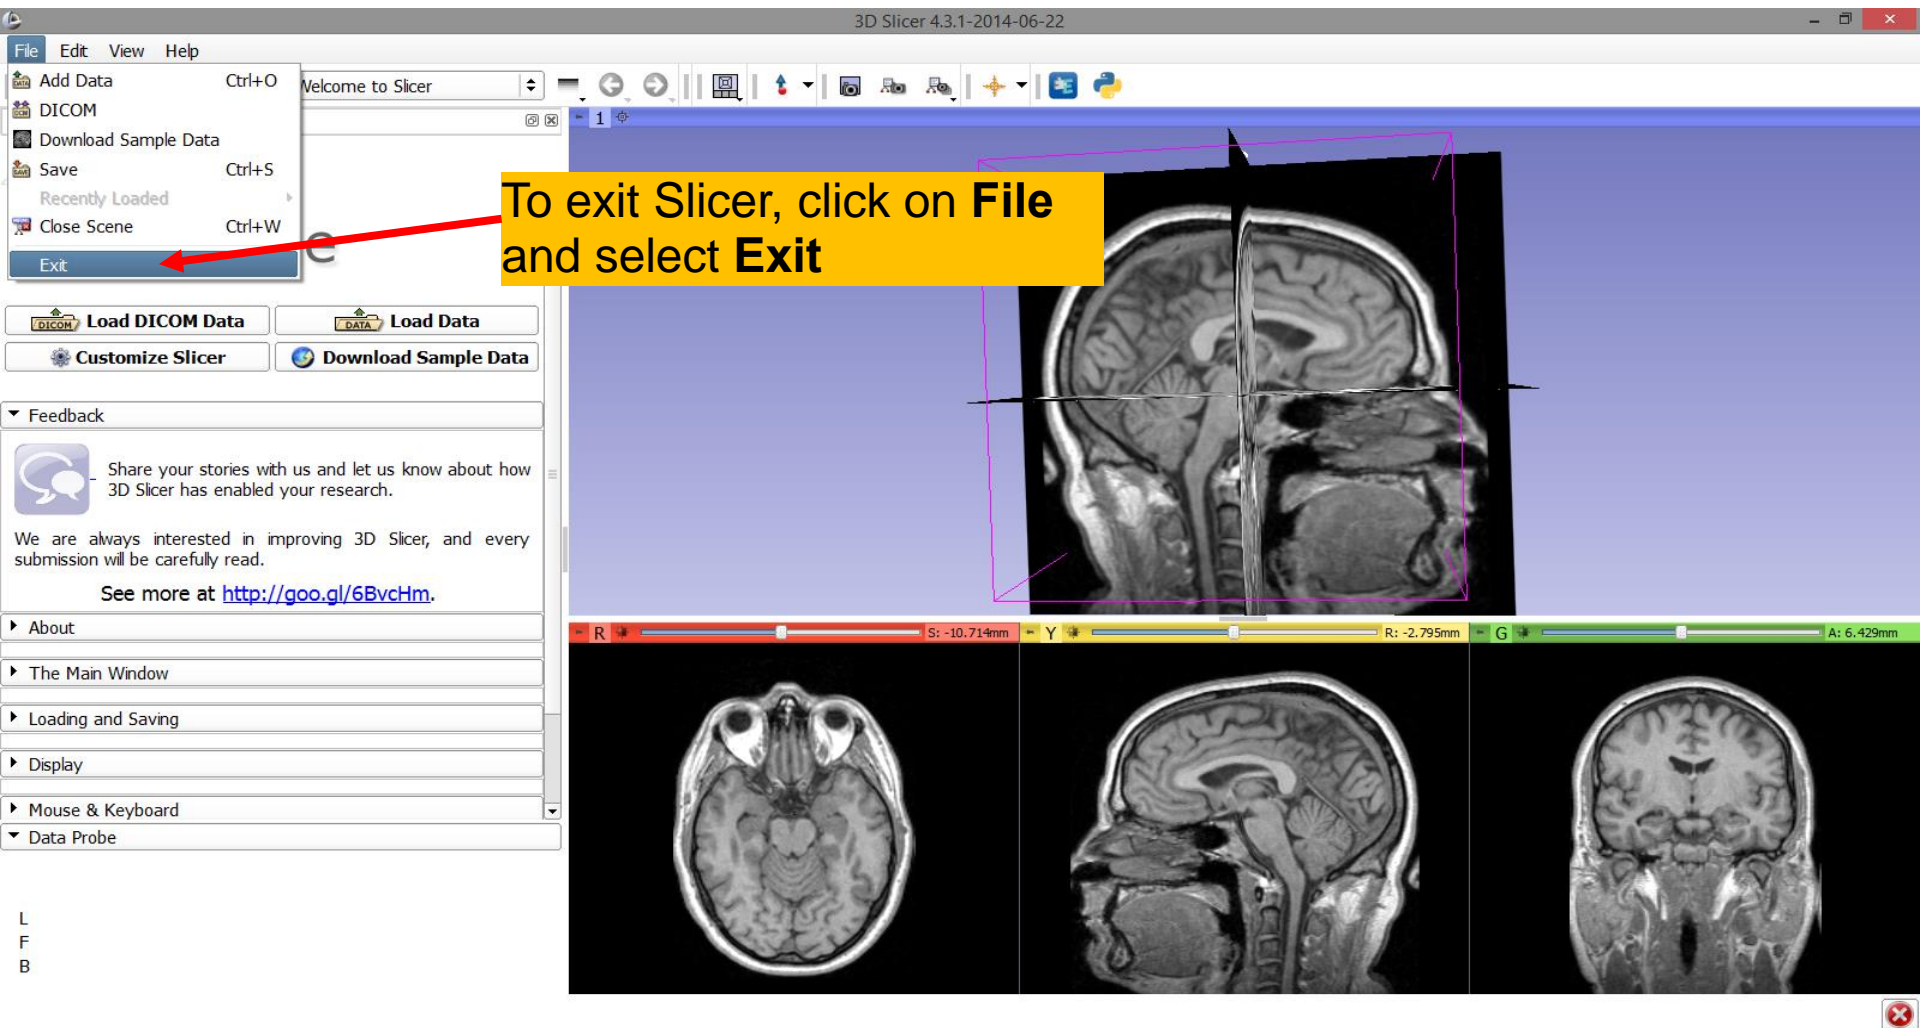 3D Slicer 4.3.1-2014-06-22
File Edit View Help
Add Data Ctrl+O
DICOM
Download Sample Data
Save Ctrl+S
Recently Loaded
Close Scene Ctrl+W
Exit
Welcome to Slicer
1
To exit Slicer, click on File
and select Exit
e
Load DICOM Data
Load Data
Customize Slicer
Download Sample Data
Feedback
Share your stories with us and let us know about how
3D Slicer has enabled your research.
We are always interested in improving 3D Slicer, and every
submission will be carefully read.
See more at http://goo.gl/6BvcHm.
About
The Main Window
Loading and Saving
Display
Mouse & Keyboard
Data Probe
L
F
B
R S: -10.714mm
Y R: -2.795mm
G A: 6.429mm